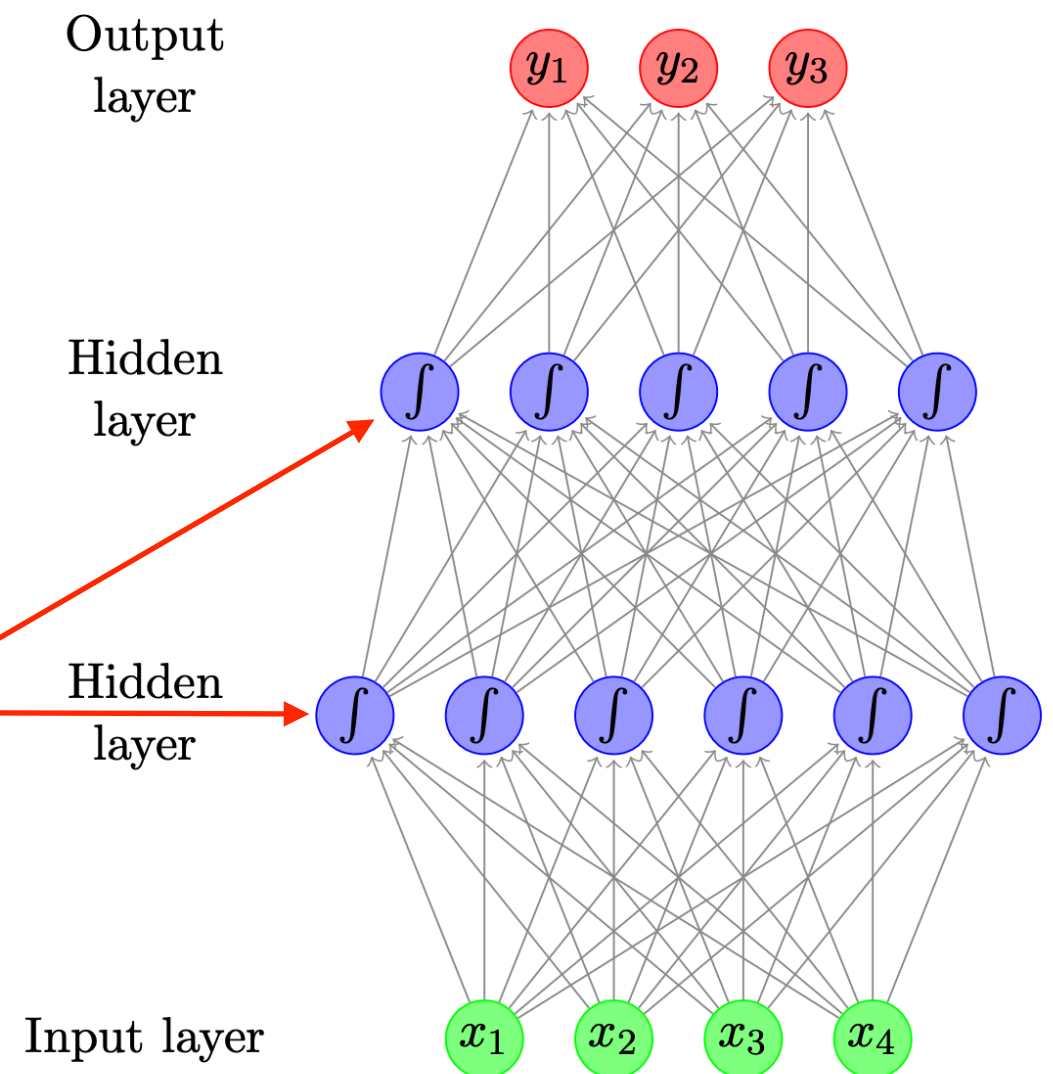 Output
layer
y₁ y₂ y₃
Hidden
layer
∫ ∫ ∫ ∫ ∫
Hidden
layer
∫ ∫ ∫ ∫ ∫ ∫
Input layer
x₁ x₂ x₃ x₄